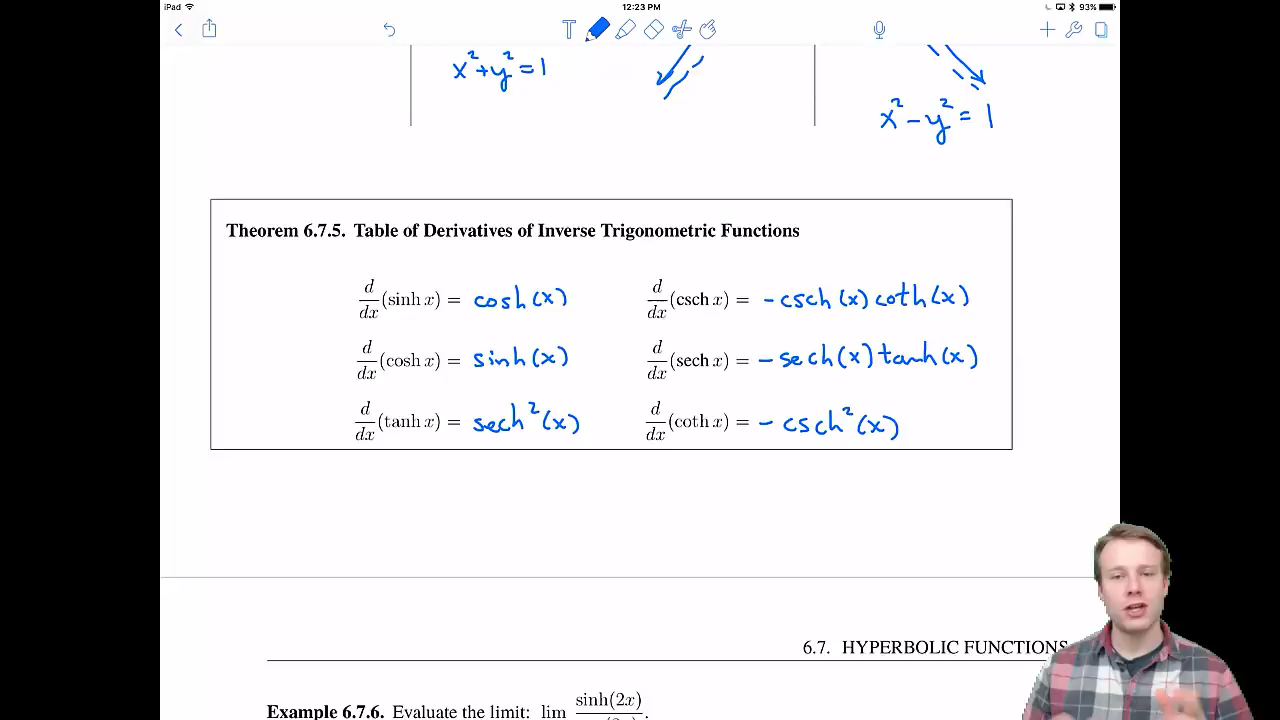 iPad 12:23 PM 93%
T
x² + y² = 1
x² - y² = 1
Theorem 6.7.5. Table of Derivatives of Inverse Trigonometric Functions
d/dx (sinh x) = cosh(x) d/dx (csch x) = -csch(x)coth(x)
d/dx (cosh x) = sinh(x) d/dx (sech x) = -sech(x)tanh(x)
d/dx (tanh x) = sech²(x) d/dx (coth x) = -csch²(x)
6.7. HYPERBOLIC FUNCTIONS
Example 6.7.6. Evaluate the limit: lim sinh(2x)